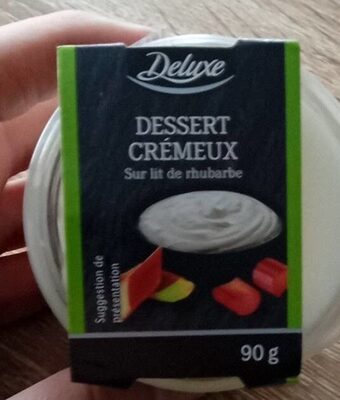 Deluxe
DESSERT
CRÉMEUX
Sur lit de rhubarbe
Suggestion de
présentation
90 g